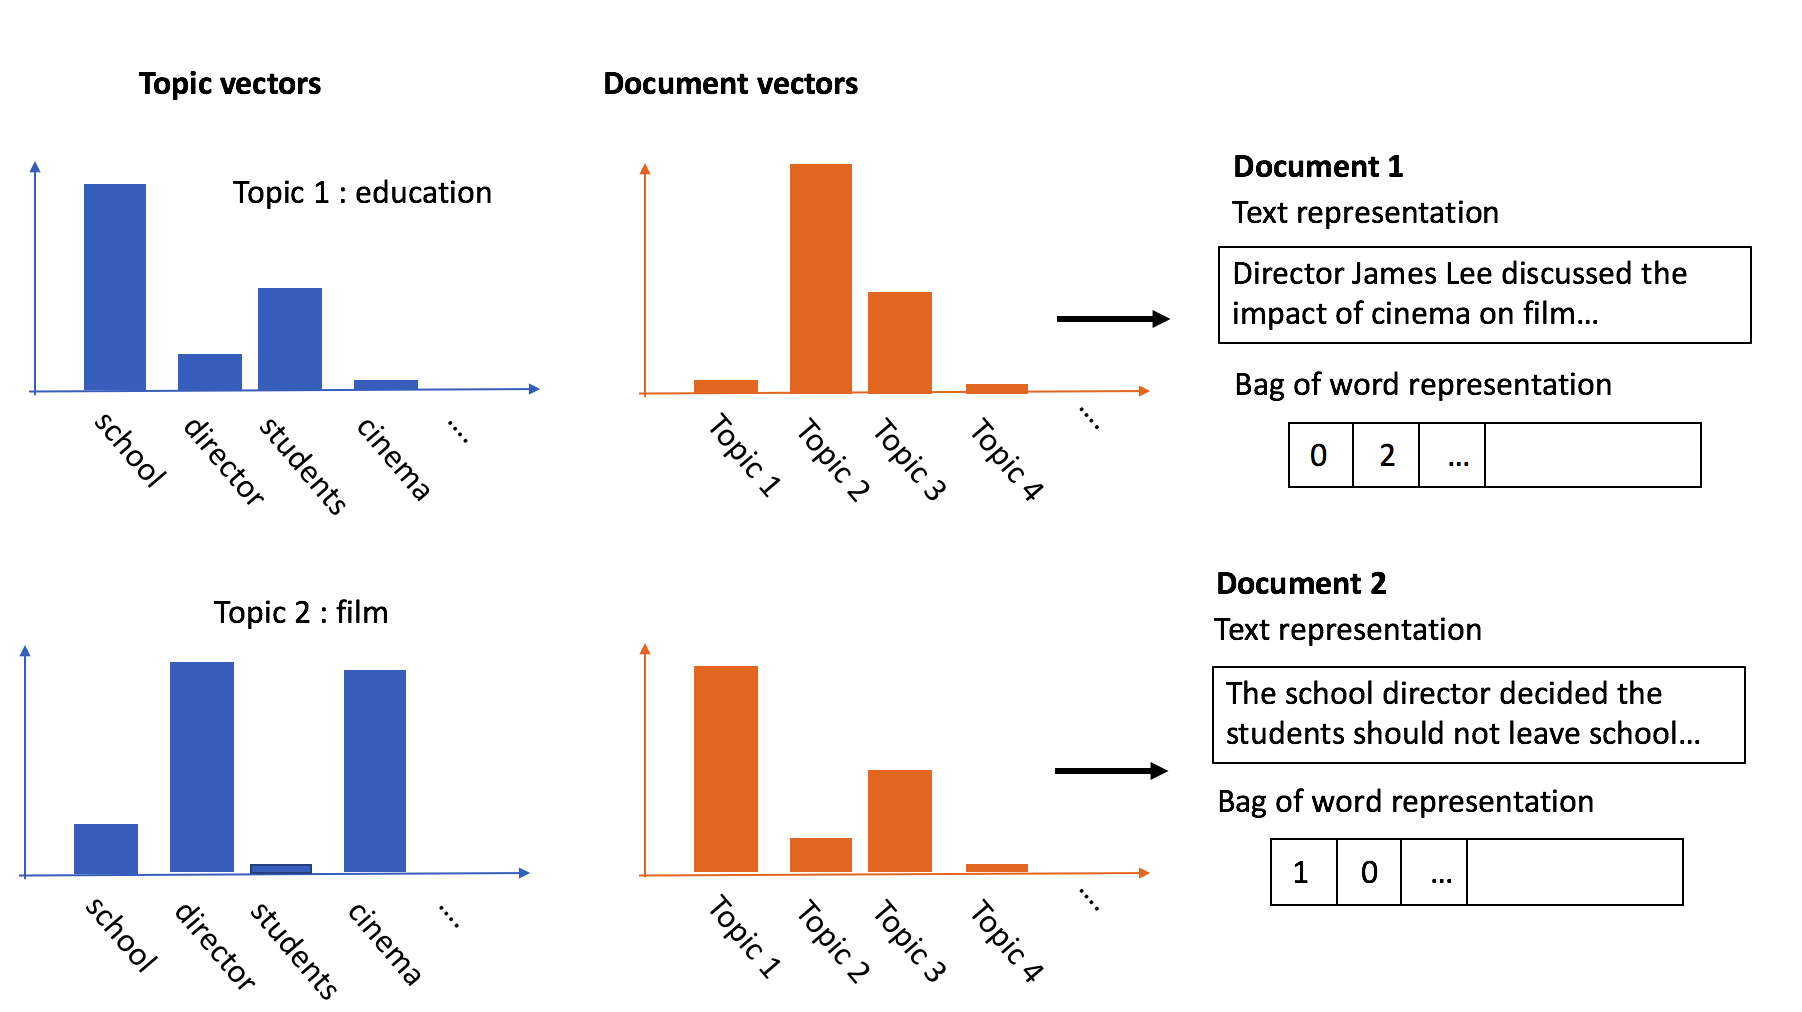 Topic vectors
Document vectors
Topic 1 : education
school
director
students
cinema
....
Topic 1
Topic 2
Topic 3
Topic 4
....
Document 1
Text representation
Director James Lee discussed the
impact of cinema on film...
Bag of word representation
0 2 ...
Topic 2 : film
school
director
students
cinema
....
Topic 1
Topic 2
Topic 3
Topic 4
....
Document 2
Text representation
The school director decided the
students should not leave school...
Bag of word representation
1 0 ...